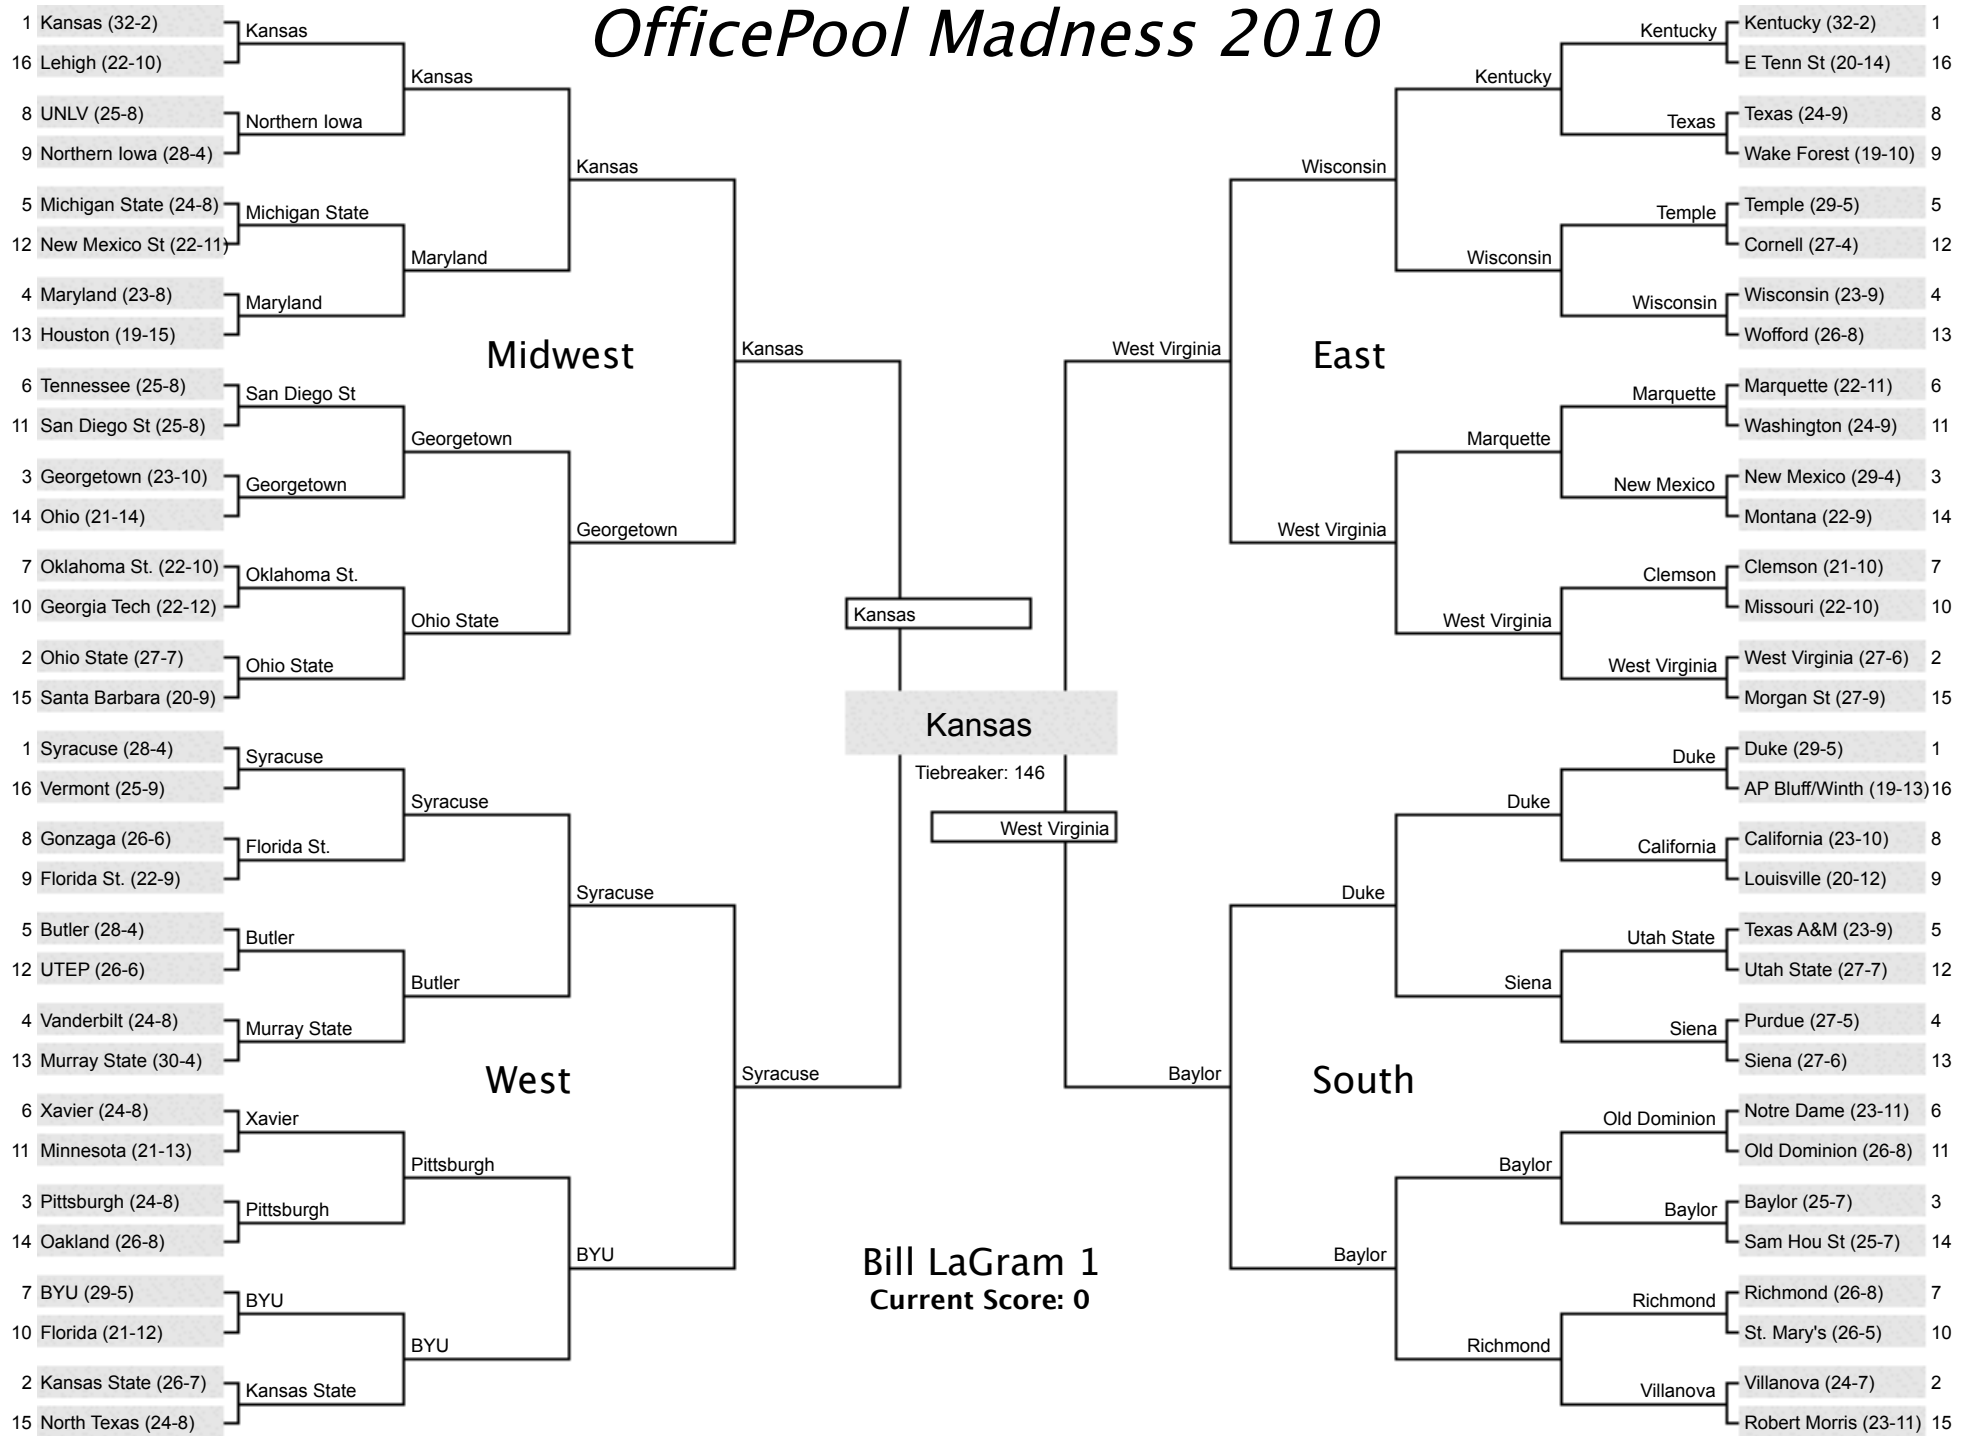 OfficePool Madness 2010
1 Kansas (32-2)
16 Lehigh (22-10)
8 UNLV (25-8)
9 Northern Iowa (28-4)
5 Michigan State (24-8)
12 New Mexico St (22-11)
4 Maryland (23-8)
13 Houston (19-15)
6 Tennessee (25-8)
11 San Diego St (25-8)
3 Georgetown (23-10)
14 Ohio (21-14)
7 Oklahoma St. (22-10)
10 Georgia Tech (22-12)
2 Ohio State (27-7)
15 Santa Barbara (20-9)
Kansas
Northern Iowa
Michigan State
Maryland
San Diego St
Georgetown
Oklahoma St.
Ohio State
Kansas
Maryland
Georgetown
Ohio State
Kansas
Georgetown
Midwest
Kansas
1 Syracuse (28-4)
16 Vermont (25-9)
8 Gonzaga (26-6)
9 Florida St. (22-9)
5 Butler (28-4)
12 UTEP (26-6)
4 Vanderbilt (24-8)
13 Murray State (30-4)
6 Xavier (24-8)
11 Minnesota (21-13)
3 Pittsburgh (24-8)
14 Oakland (26-8)
7 BYU (29-5)
10 Florida (21-12)
2 Kansas State (26-7)
15 North Texas (24-8)
Syracuse
Florida St.
Butler
Murray State
Xavier
Pittsburgh
BYU
Kansas State
Syracuse
Butler
Pittsburgh
BYU
Syracuse
BYU
West
Syracuse
Kansas
Kansas
Tiebreaker: 146
West Virginia
Bill LaGram 1
Current Score: 0
West Virginia
East
Wisconsin
West Virginia
Kentucky
Wisconsin
Marquette
West Virginia
Kentucky
Texas
Temple
Wisconsin
Marquette
New Mexico
Clemson
West Virginia
Kentucky (32-2) 1
E Tenn St (20-14) 16
Texas (24-9) 8
Wake Forest (19-10) 9
Temple (29-5) 5
Cornell (27-4) 12
Wisconsin (23-9) 4
Wofford (26-8) 13
Marquette (22-11) 6
Washington (24-9) 11
New Mexico (29-4) 3
Montana (22-9) 14
Clemson (21-10) 7
Missouri (22-10) 10
West Virginia (27-6) 2
Morgan St (27-9) 15
Baylor
South
Duke
Baylor
Duke
Siena
Baylor
Richmond
Duke
California
Utah State
Siena
Old Dominion
Baylor
Richmond
Villanova
Duke (29-5) 1
AP Bluff/Winth (19-13) 16
California (23-10) 8
Louisville (20-12) 9
Texas A&M (23-9) 5
Utah State (27-7) 12
Purdue (27-5) 4
Siena (27-6) 13
Notre Dame (23-11) 6
Old Dominion (26-8) 11
Baylor (25-7) 3
Sam Hou St (25-7) 14
Richmond (26-8) 7
St. Mary's (26-5) 10
Villanova (24-7) 2
Robert Morris (23-11) 15